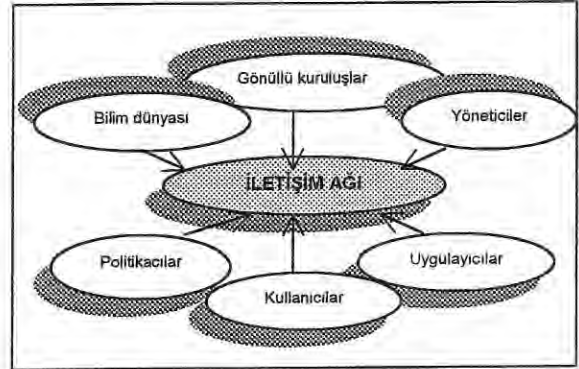 Gönüllü kuruluşlar
Bilim dünyası
Yöneticiler
İLETİŞİM AĞI
Politikacılar
Uygulayıcılar
Kullanıcılar